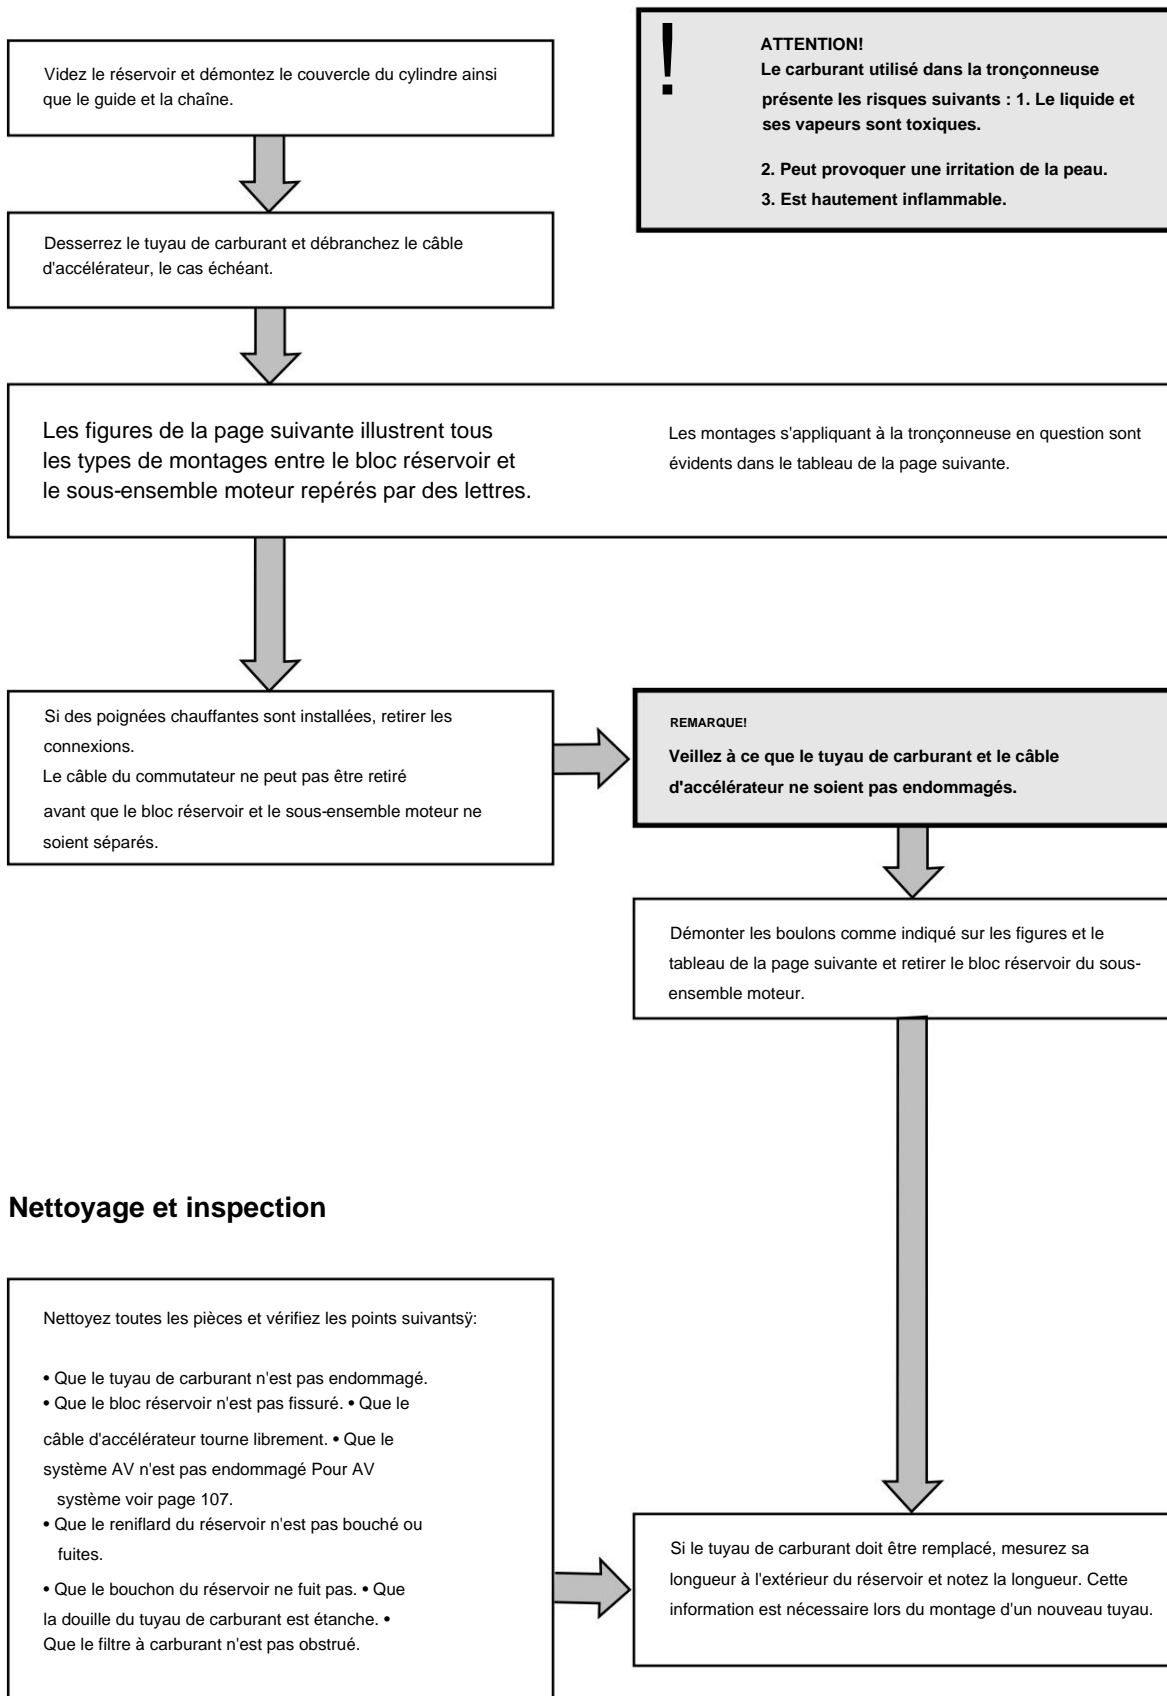 Videz le réservoir et démontez le couvercle du cylindre ainsi
que le guide et la chaîne.
!
ATTENTION!
Le carburant utilisé dans la tronçonneuse
présente les risques suivants : 1. Le liquide et
ses vapeurs sont toxiques.
2. Peut provoquer une irritation de la peau.
3. Est hautement inflammable.
Desserrez le tuyau de carburant et débranchez le câble
d'accélérateur, le cas échéant.
Les figures de la page suivante illustrent tous
les types de montages entre le bloc réservoir et
le sous-ensemble moteur repérés par des lettres.
Les montages s'appliquant à la tronçonneuse en question sont
évidents dans le tableau de la page suivante.
Si des poignées chauffantes sont installées, retirer les
connexions.
Le câble du commutateur ne peut pas être retiré
avant que le bloc réservoir et le sous-ensemble moteur ne
soient séparés.
REMARQUE!
Veillez à ce que le tuyau de carburant et le câble
d'accélérateur ne soient pas endommagés.
Démonter les boulons comme indiqué sur les figures et le
tableau de la page suivante et retirer le bloc réservoir du sous-
ensemble moteur.
Nettoyage et inspection
Nettoyez toutes les pièces et vérifiez les points suivantsÿ:
• Que le tuyau de carburant n'est pas endommagé.
• Que le bloc réservoir n'est pas fissuré. • Que le
câble d'accélérateur tourne librement. • Que le
système AV n'est pas endommagé Pour AV
système voir page 107.
• Que le reniflard du réservoir n'est pas bouché ou
fuites.
• Que le bouchon du réservoir ne fuit pas. • Que
la douille du tuyau de carburant est étanche. •
Que le filtre à carburant n'est pas obstrué.
Si le tuyau de carburant doit être remplacé, mesurez sa
longueur à l'extérieur du réservoir et notez la longueur. Cette
information est nécessaire lors du montage d'un nouveau tuyau.